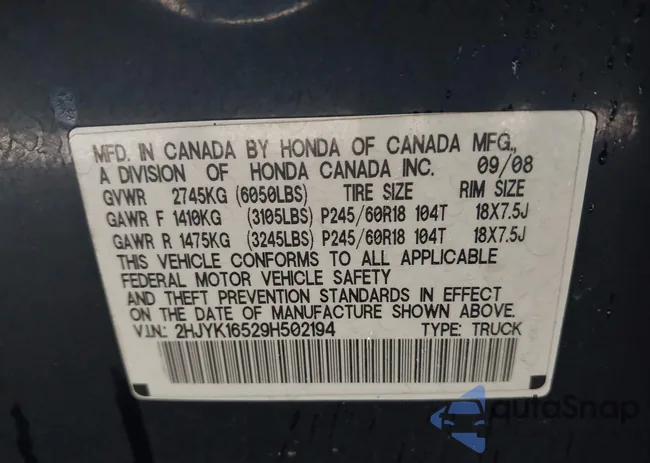 MFD. IN CANADA BY HONDA OF CANADA MFG.,
A DIVISION OF HONDA CANADA INC. 09/08
GVWR 2745KG (6050LBS) TIRE SIZE RIM SIZE
GAWR F 1410KG (3105LBS) P245/60R18 104T 18X7.5J
GAWR R 1475KG (3245LBS) P245/60R18 104T 18X7.5J
THIS VEHICLE CONFORMS TO ALL APPLICABLE
FEDERAL MOTOR VEHICLE SAFETY
AND THEFT PREVENTION STANDARDS IN EFFECT
ON THE DATE OF MANUFACTURE SHOWN ABOVE.
V.I.N.: 2HJYK16529H502194 TYPE: TRUCK
AutoSnap